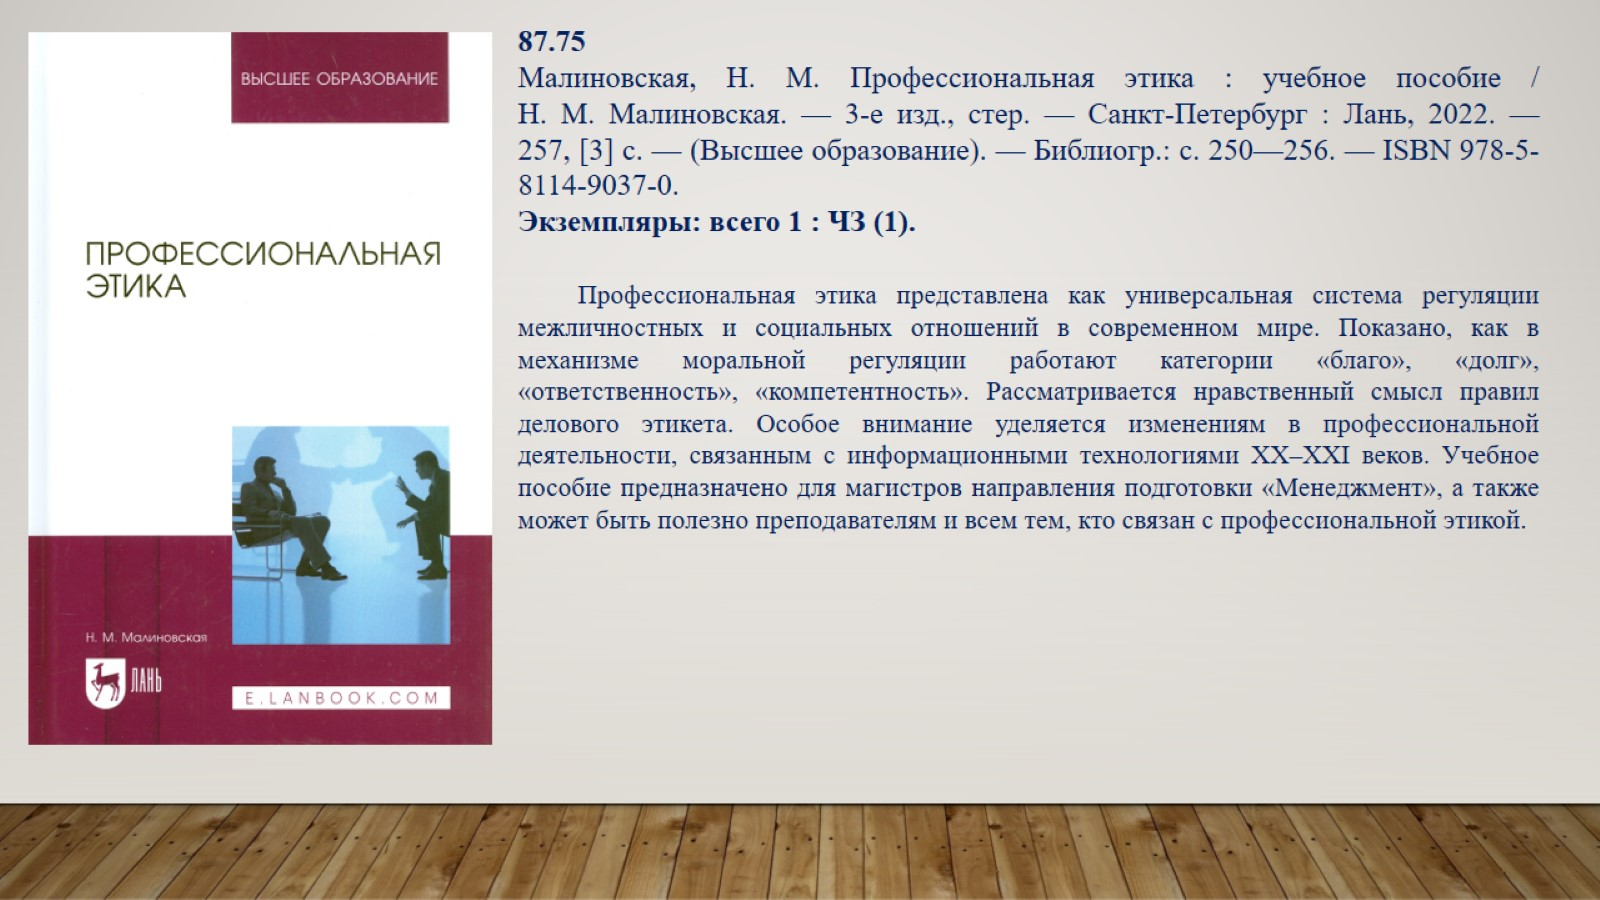 ВЫСШЕЕ ОБРАЗОВАНИЕ
ПРОФЕССИОНАЛЬНАЯ
ЭТИКА
Н. М. Малиновская
ЛАНЬ
E.LANBOOK.COM
87.75
Малиновская, Н. М. Профессиональная этика : учебное пособие /
Н. М. Малиновская. — 3-е изд., стер. — Санкт-Петербург : Лань, 2022. —
257, [3] с. — (Высшее образование). — Библиогр.: с. 250—256. — ISBN 978-5-
8114-9037-0.
Экземпляры: всего 1 : ЧЗ (1).
Профессиональная этика представлена как универсальная система регуляции
межличностных и социальных отношений в современном мире. Показано, как в
механизме моральной регуляции работают категории «благо», «долг»,
«ответственность», «компетентность». Рассматривается нравственный смысл правил
делового этикета. Особое внимание уделяется изменениям в профессиональной
деятельности, связанным с информационными технологиями XX–XXI веков. Учебное
пособие предназначено для магистров направления подготовки «Менеджмент», а также
может быть полезно преподавателям и всем тем, кто связан с профессиональной этикой.